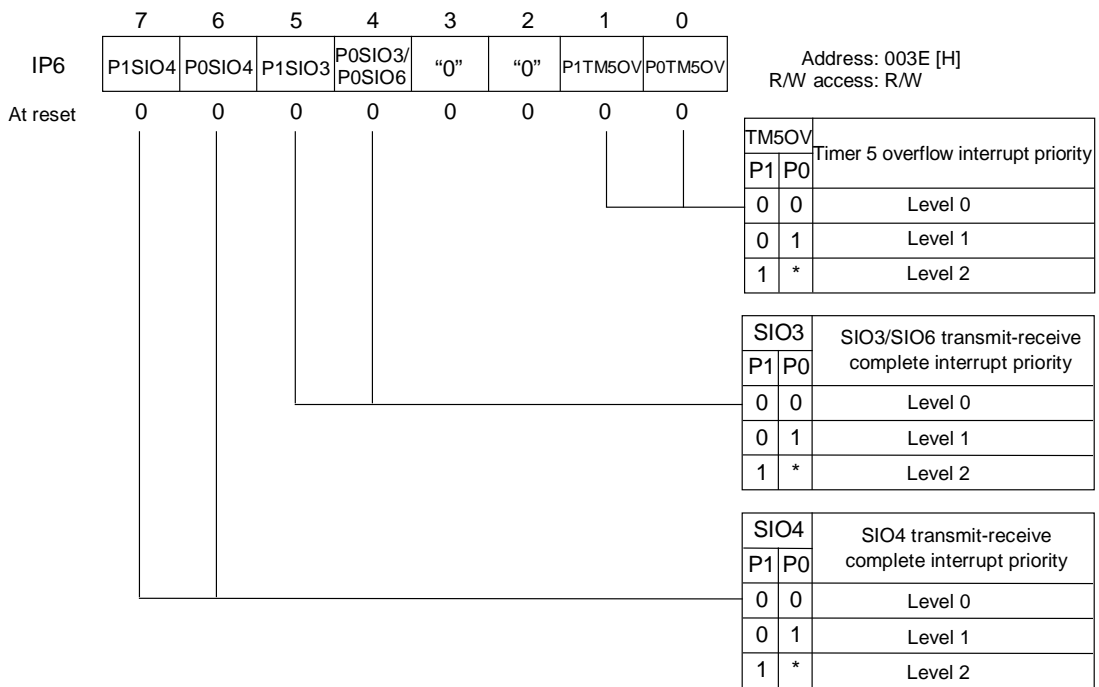 7 6 5 4 3 2 1 0
IP6 P1SIO4 P0SIO4 P1SIO3 P0SIO3/ P0SIO6 “0” “0” P1TM5OV P0TM5OV
Address: 003E [H]
R/W access: R/W
At reset 0 0 0 0 0 0 0 0
TM5OV Timer 5 overflow interrupt priority
P1 P0
0 0 Level 0
0 1 Level 1
1 * Level 2
SIO3 SIO3/SIO6 transmit-receive
P1 P0 complete interrupt priority
0 0 Level 0
0 1 Level 1
1 * Level 2
SIO4 SIO4 transmit-receive
P1 P0 complete interrupt priority
0 0 Level 0
0 1 Level 1
1 * Level 2